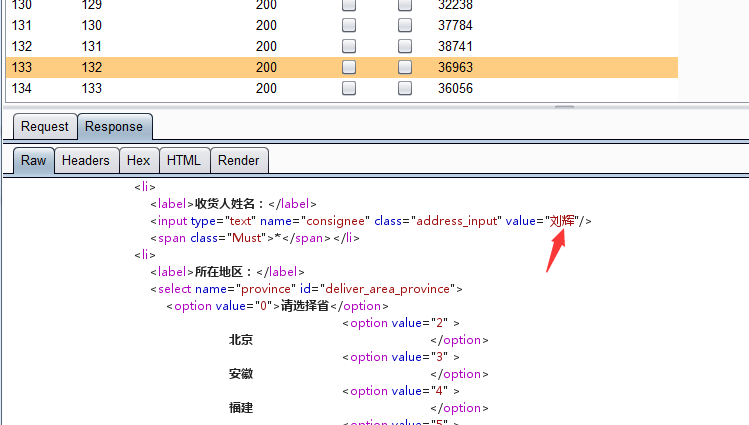 130 129 200 32238
131 130 200 37784
132 131 200 38741
133 132 200 36963
134 133 200 36056
Request Response
Raw Headers Hex HTML Render
<li>
<label>收货人姓名：</label>
<input type="text" name="consignee" class="address_input" value="刘辉"/>
<span class="Must">*</span></li>
<li>
<label>所在地区：</label>
<select name="province" id="deliver_area_province">
<option value="0">请选择省</option>
<option value="2" >
北京 </option>
<option value="3" >
安徽 </option>
<option value="4" >
福建 </option>
<option value="5" >